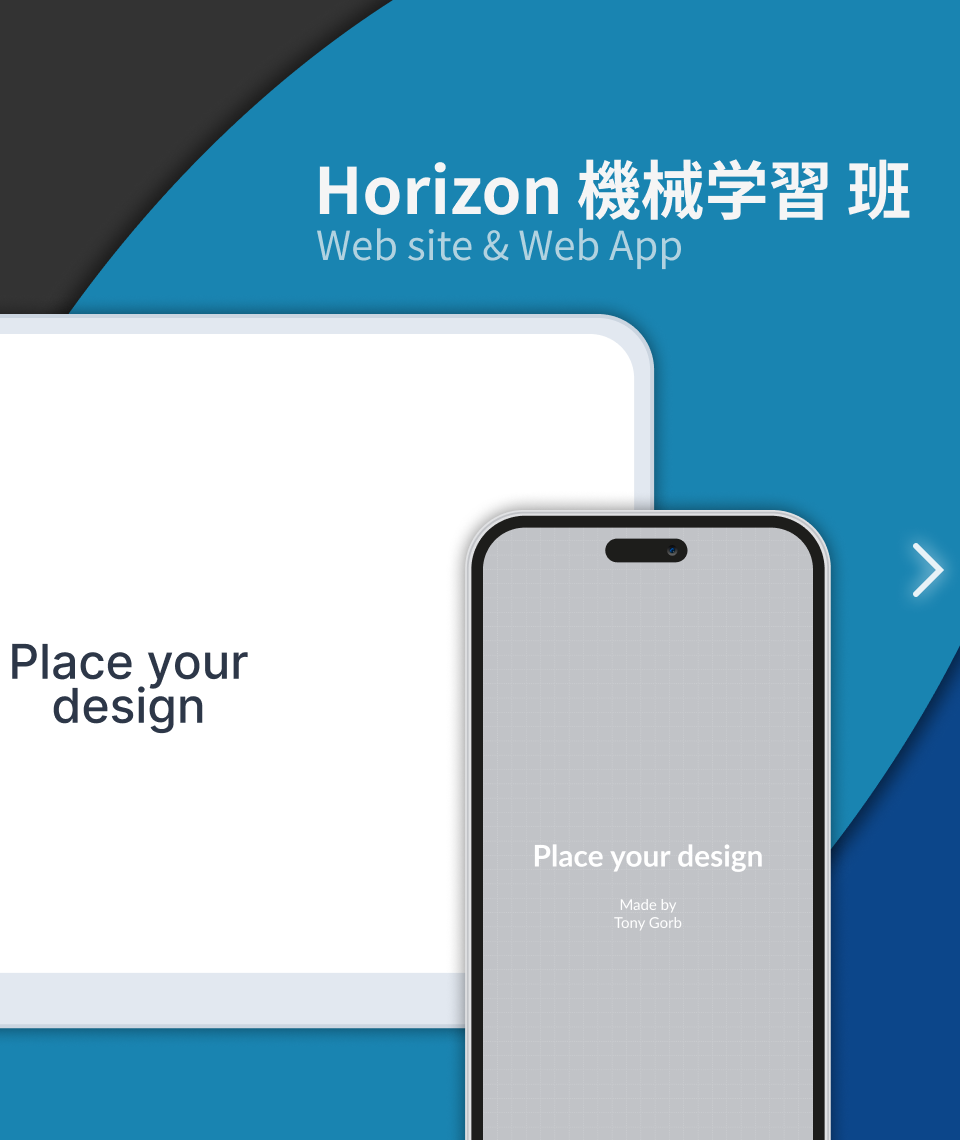 Horizon 機械学習 班
Web site & Web App
Place your
design
Place your design
Made by
Tony Gorb